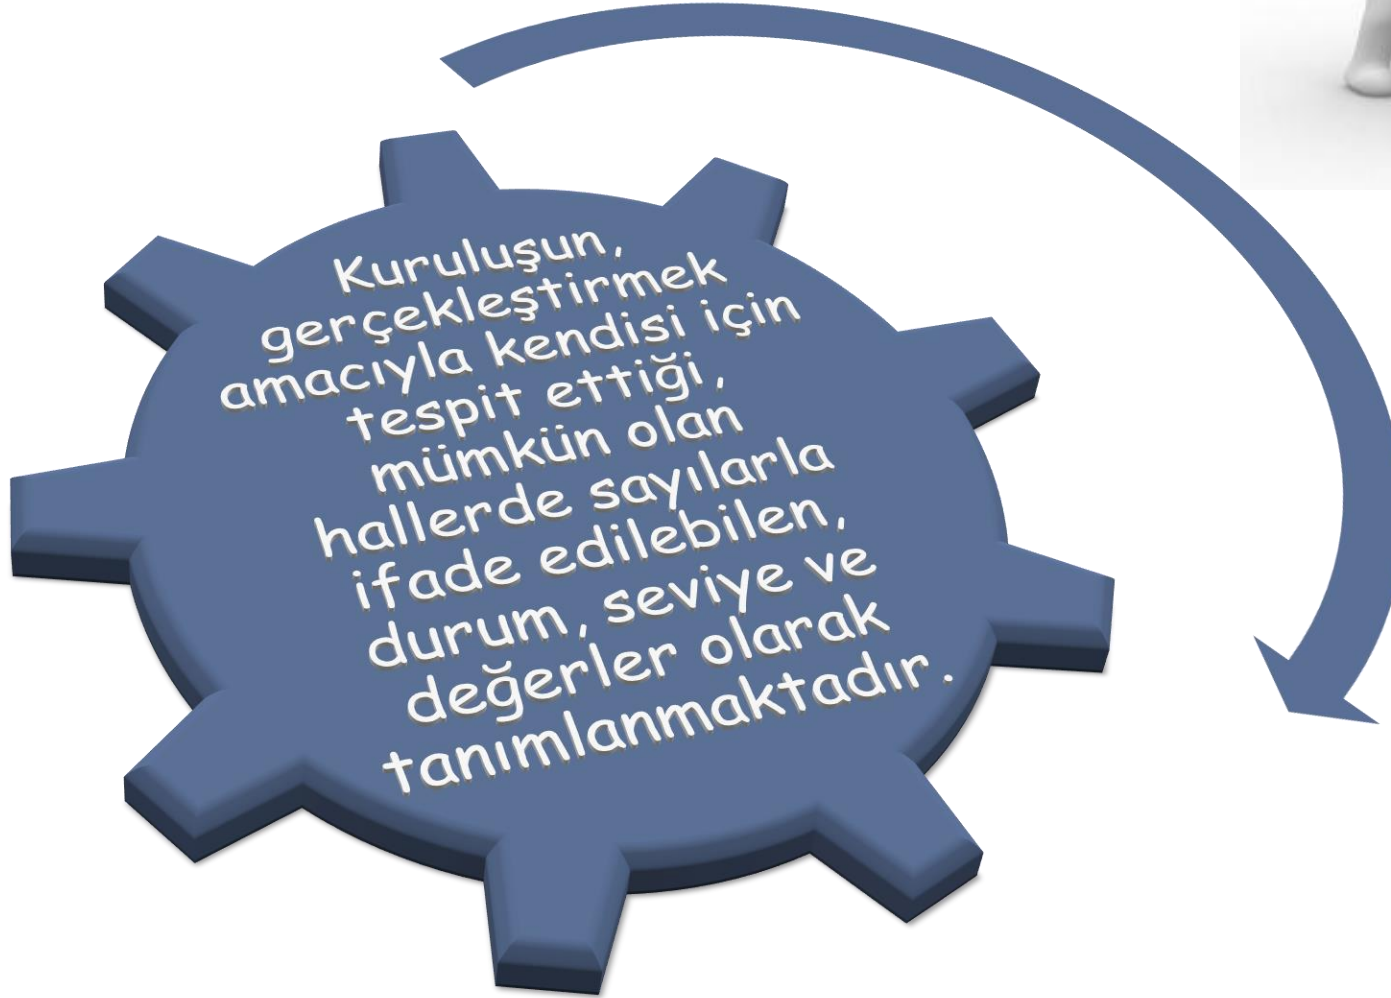 Kuruluşun,
gerçekleştirmek
amacıyla kendisi için
tespit ettiği,
mümkün olan
hallerde sayılarla
ifade edilebilen,
durum, seviye ve
değerler olarak
tanımlanmaktadır.